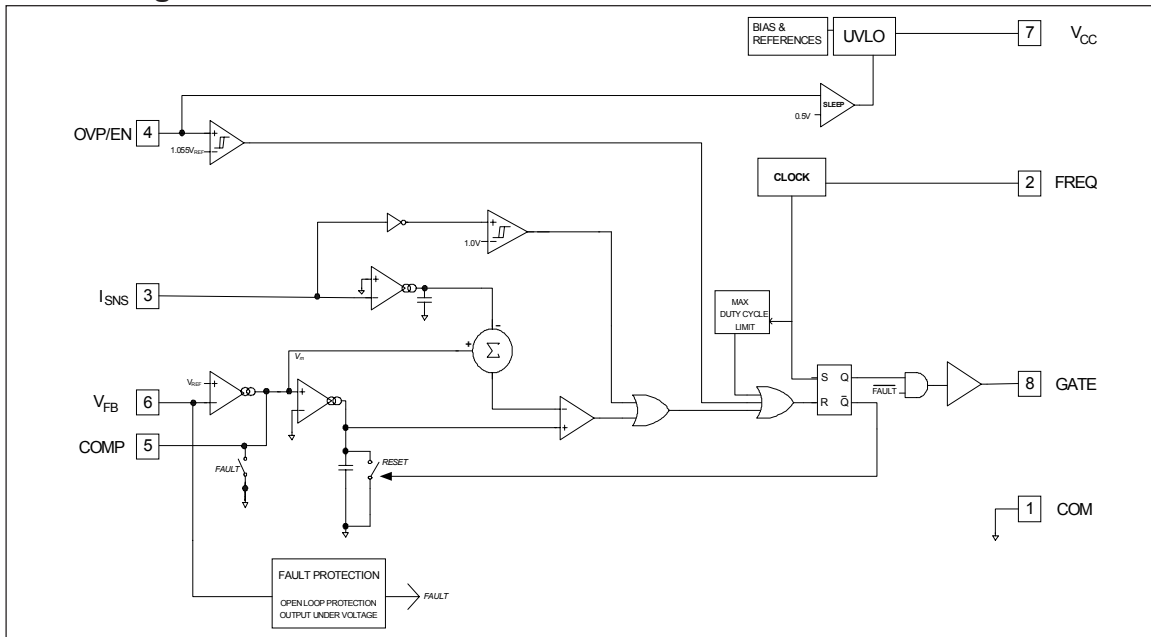 BIAS &
REFERENCES
UVLO
7
VCC
SLEEP
0.5V
OVP/EN
4
+
–
1.055VREF
CLOCK
2
FREQ
+
–
1.0V
ISNS
3
+
–
MAX
DUTY CYCLE
LIMIT
–
+
Σ
Vm
S Q
R Q̅
FAULT
8
GATE
VFB
6
VREF
+
–
+
–
–
+
COMP
5
FAULT
RESET
1
COM
FAULT PROTECTION
OPEN LOOP PROTECTION
OUTPUT UNDER VOLTAGE
FAULT